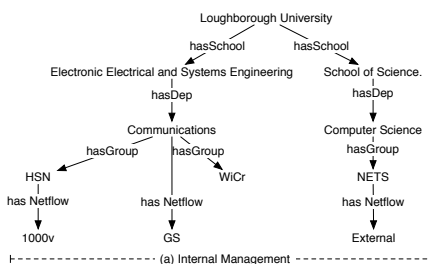 Loughborough University
hasSchool hasSchool
Electronic Electrical and Systems Engineering School of Science.
hasDep hasDep
Communications Computer Science
hasGroup hasGroup hasGroup
HSN WiCr NETS
has Netflow has Netflow has Netflow
1000v GS External
(a) Internal Management